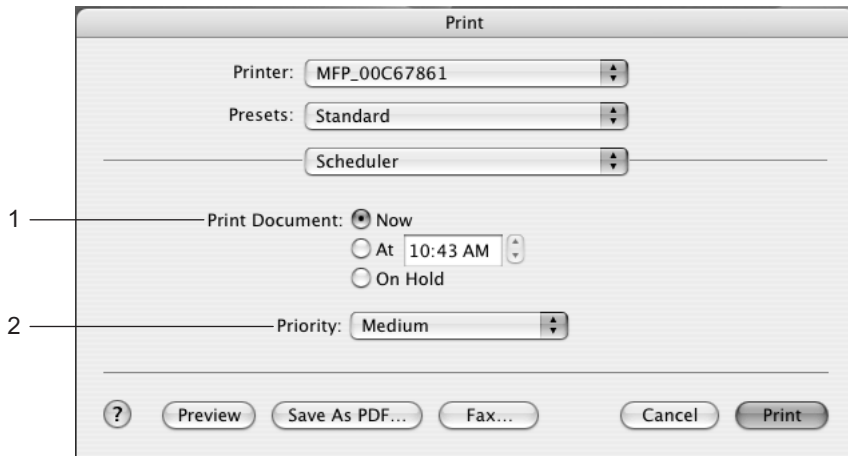 Print
Printer: MFP_00C67861
Presets: Standard
Scheduler
1 Print Document: Now
At 10:43 AM
On Hold
2 Priority: Medium
? Preview Save As PDF... Fax... Cancel Print